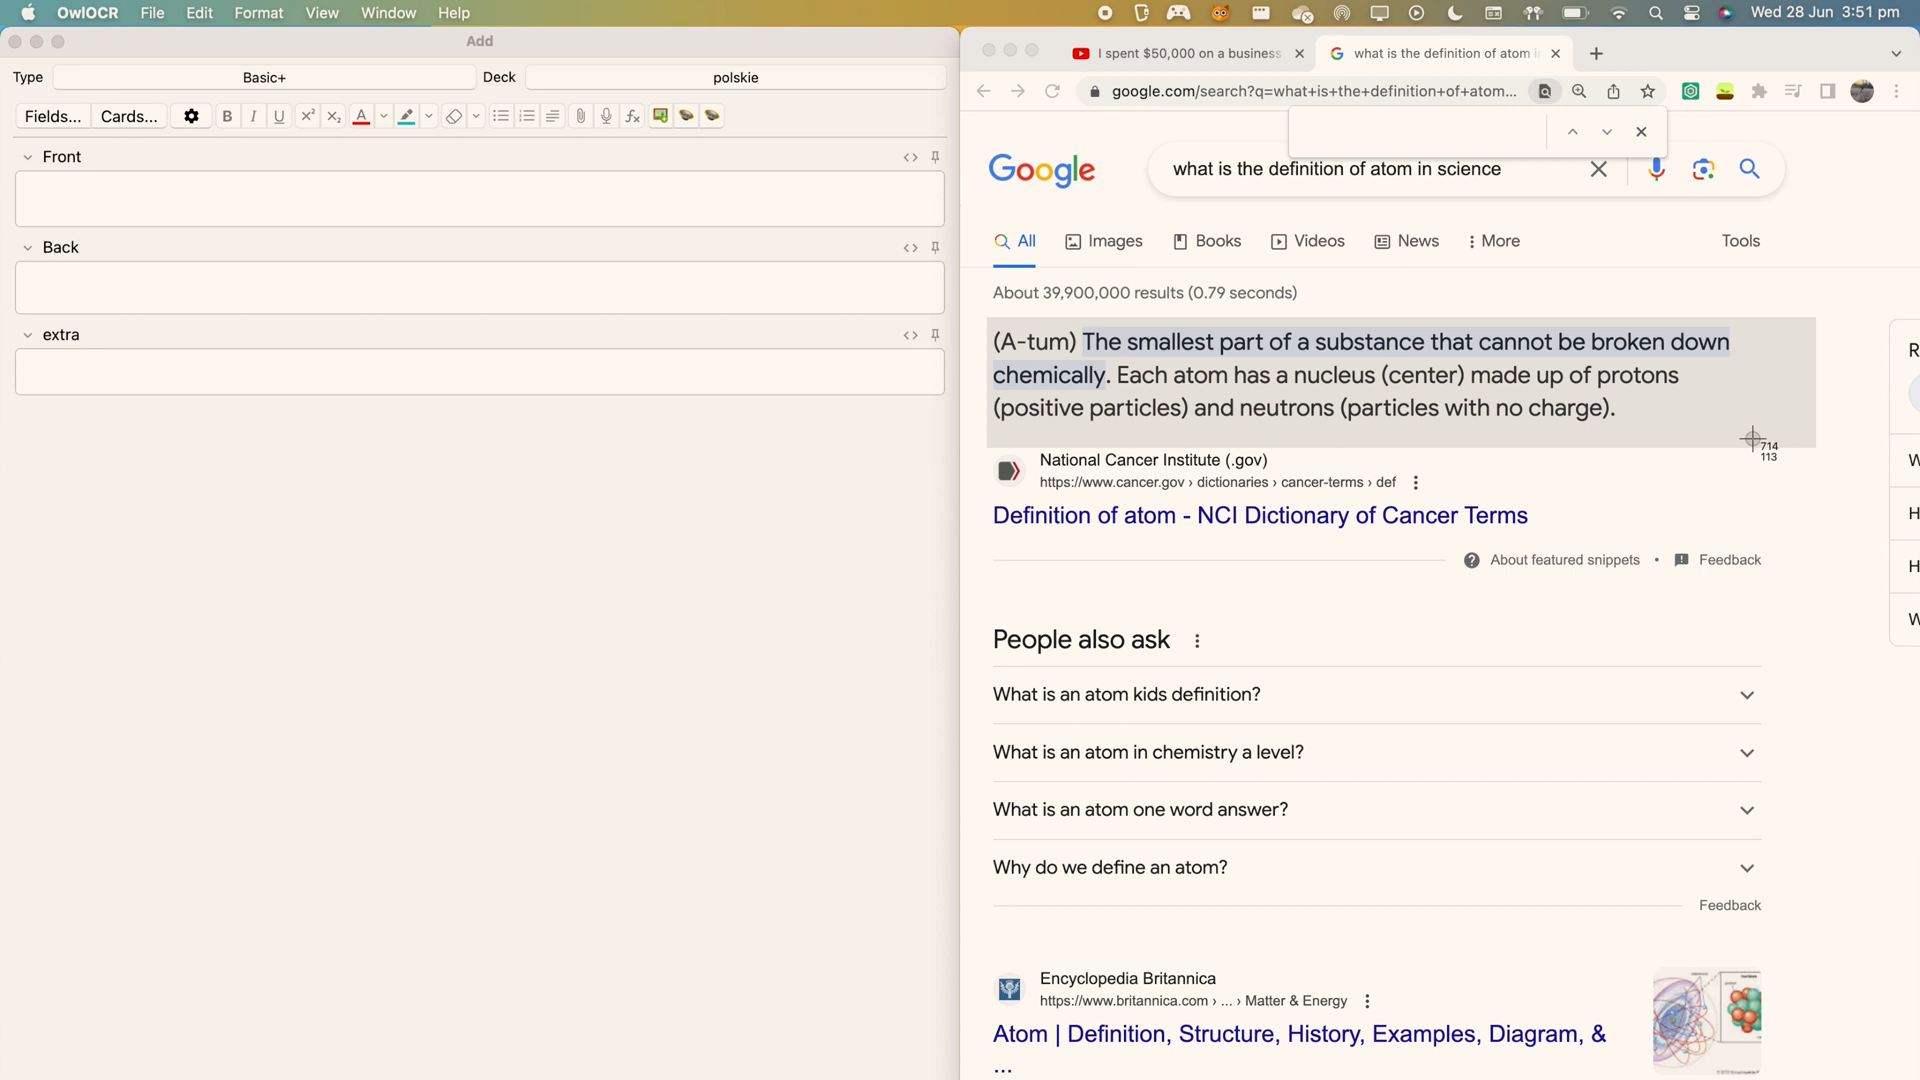 OwlOCR File Edit Format View Window Help Wed 28 Jun 3:51 pm
Add
Type Basic+ Deck polskie
Fields... Cards... B I U x² x₂ A fx
Front
Back
extra
I spent $50,000 on a business
what is the definition of atom i
google.com/search?q=what+is+the+definition+of+atom...
Google
what is the definition of atom in science
All Images Books Videos News More Tools
About 39,900,000 results (0.79 seconds)
(A-tum) The smallest part of a substance that cannot be broken down
chemically. Each atom has a nucleus (center) made up of protons
(positive particles) and neutrons (particles with no charge).
714
113
National Cancer Institute (.gov)
https://www.cancer.gov › dictionaries › cancer-terms › def
Definition of atom - NCI Dictionary of Cancer Terms
About featured snippets • Feedback
People also ask
What is an atom kids definition?
What is an atom in chemistry a level?
What is an atom one word answer?
Why do we define an atom?
Feedback
Encyclopedia Britannica
https://www.britannica.com › ... › Matter & Energy
Atom | Definition, Structure, History, Examples, Diagram, &
...
R
W
H
H
W